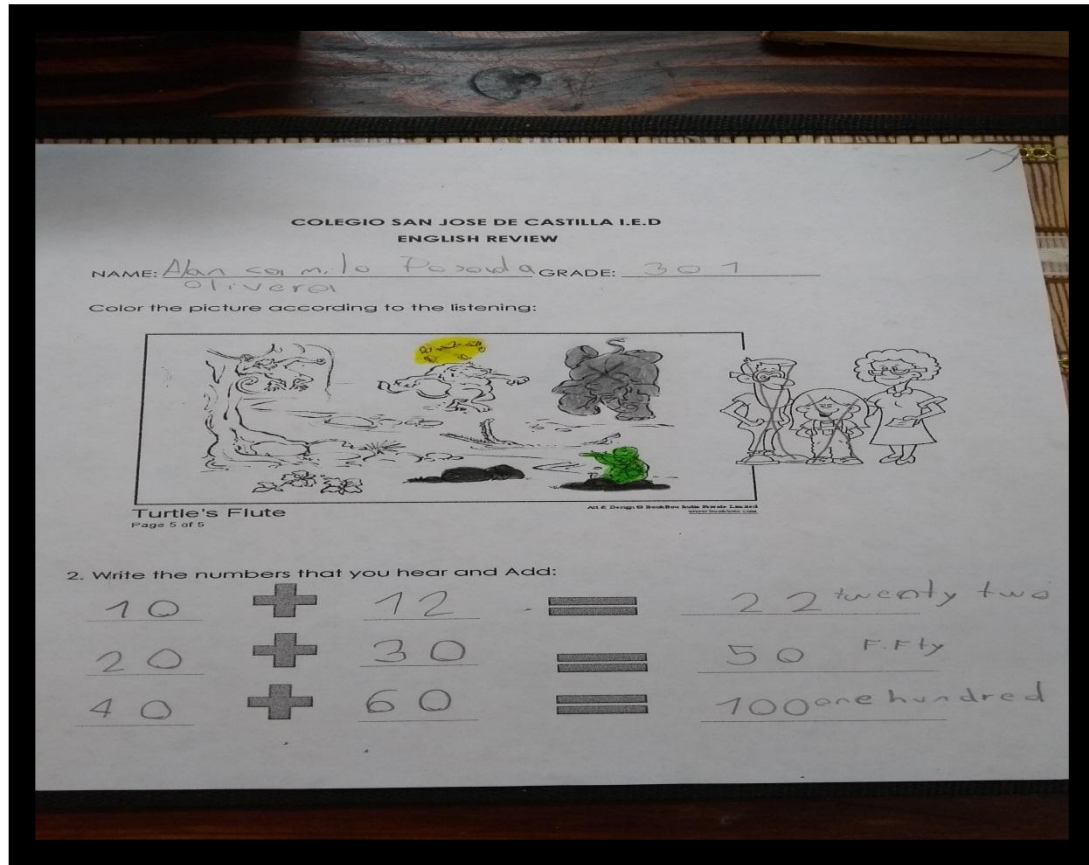 COLEGIO SAN JOSE DE CASTILLA I.E.D
ENGLISH REVIEW
NAME: Alan camilo Posada GRADE: 301
olivera
Color the picture according to the listening:
Turtle's Flute
Page 5 of 5
2. Write the numbers that you hear and Add:
10 + 12 = 22 twenty two
20 + 30 = 50 Fifty
40 + 60 = 100 one hundred